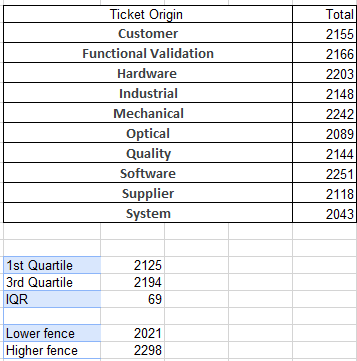 Ticket Origin Total
Customer 2155
Functional Validation 2166
Hardware 2203
Industrial 2148
Mechanical 2242
Optical 2089
Quality 2144
Software 2251
Supplier 2118
System 2043
1st Quartile 2125
3rd Quartile 2194
IQR 69
Lower fence 2021
Higher fence 2298